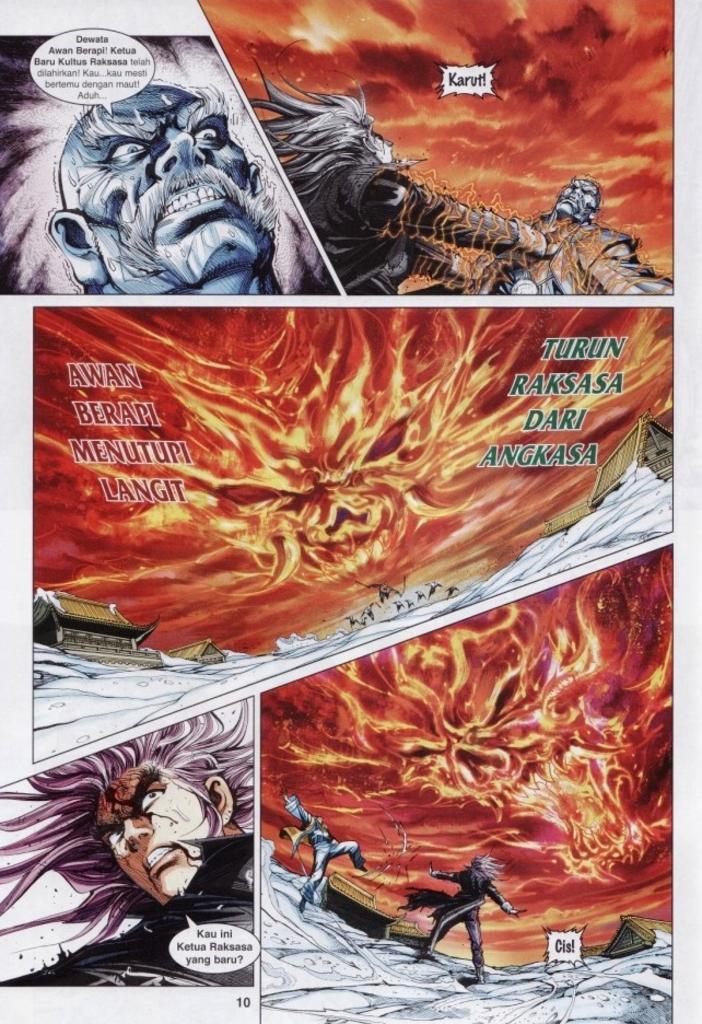 Dewata
Awan Berapi! Ketua
Baru Kultus Raksasa telah
dilahirkan! Kau...kau mesti
bertemu dengan maut!
Aduh...
Karut!
AWAN
BERAPI
MENUTUPI
LANGIT
TURUN
RAKSASA
DARI
ANGKASA
Kau ini
Ketua Raksasa
yang baru?
Cis!
10